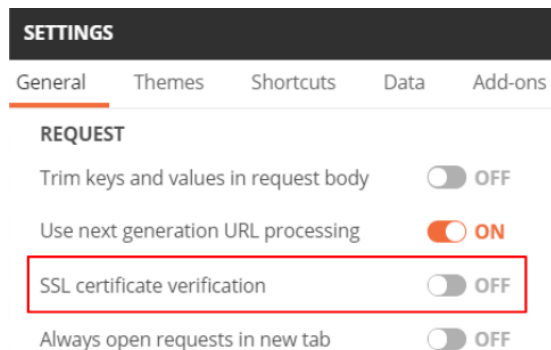 SETTINGS
General Themes Shortcuts Data Add-ons
REQUEST
Trim keys and values in request body OFF
Use next generation URL processing ON
SSL certificate verification OFF
Always open requests in new tab OFF